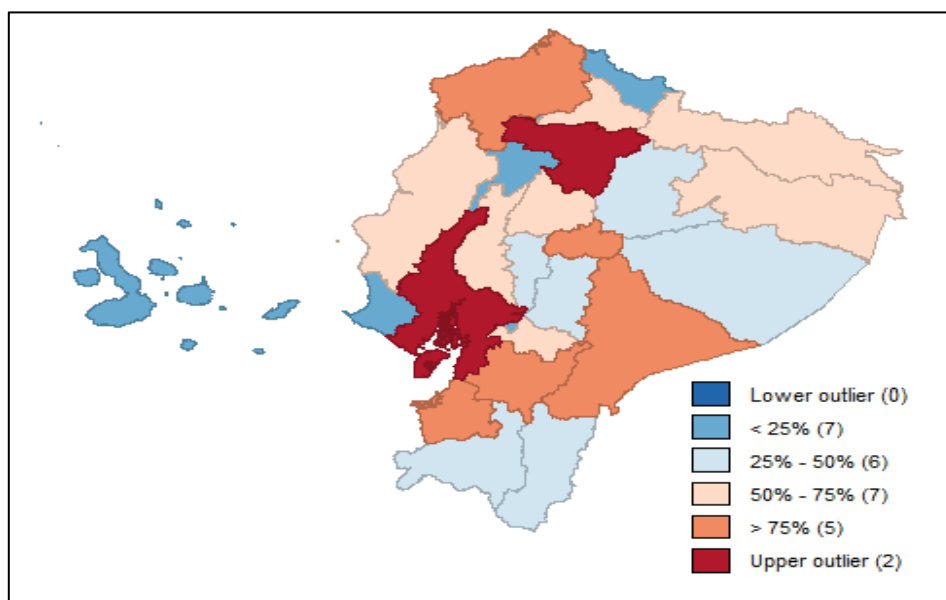 Lower outlier (0)
< 25% (7)
25% - 50% (6)
50% - 75% (7)
> 75% (5)
Upper outlier (2)